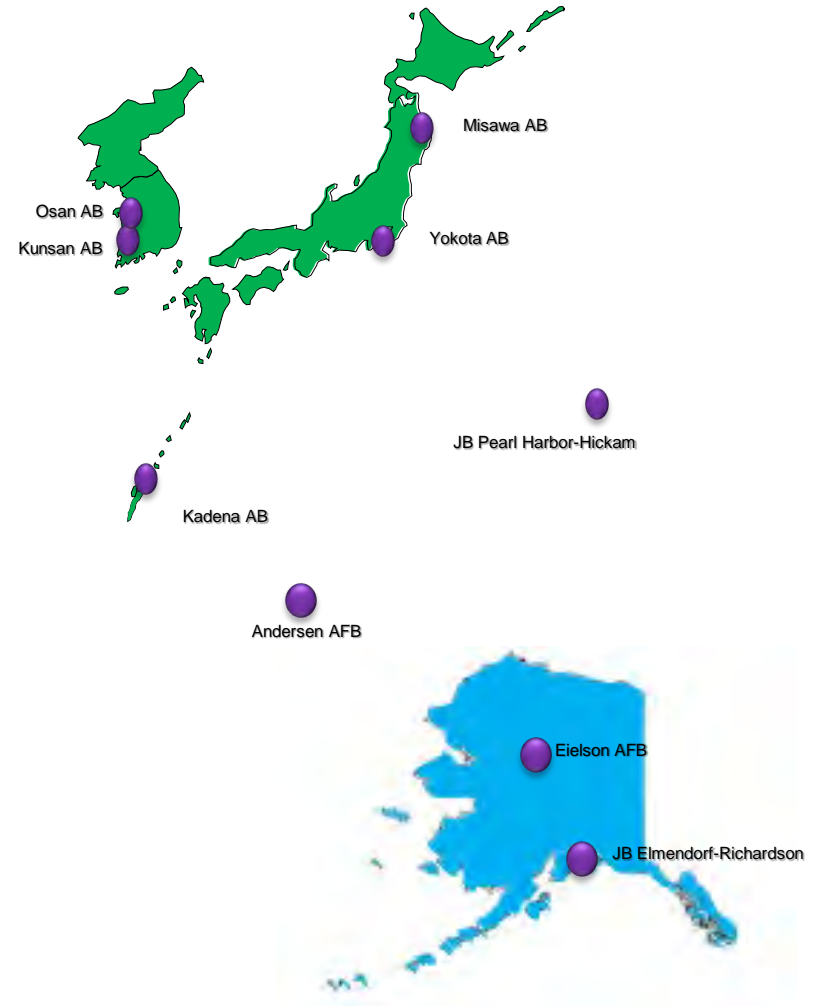 Misawa AB
Osan AB
Yokota AB
Kunsan AB
JB Pearl Harbor-Hickam
Kadena AB
Andersen AFB
Eielson AFB
JB Elmendorf-Richardson